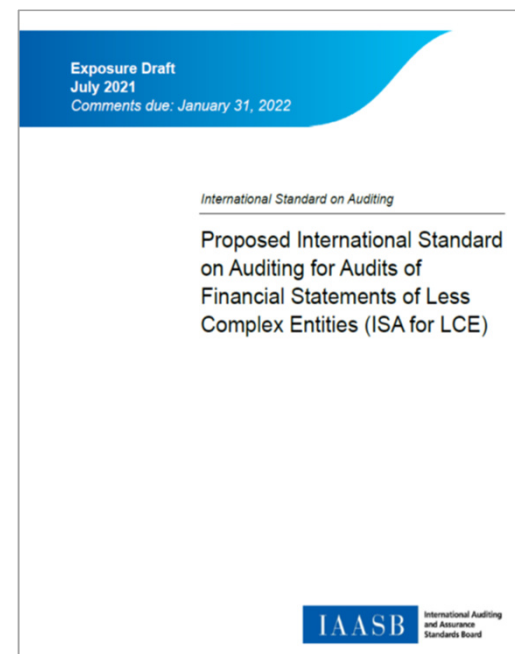 Exposure Draft
July 2021
Comments due: January 31, 2022
International Standard on Auditing
Proposed International Standard
on Auditing for Audits of
Financial Statements of Less
Complex Entities (ISA for LCE)
IAASB
International Auditing
and Assurance
Standards Board